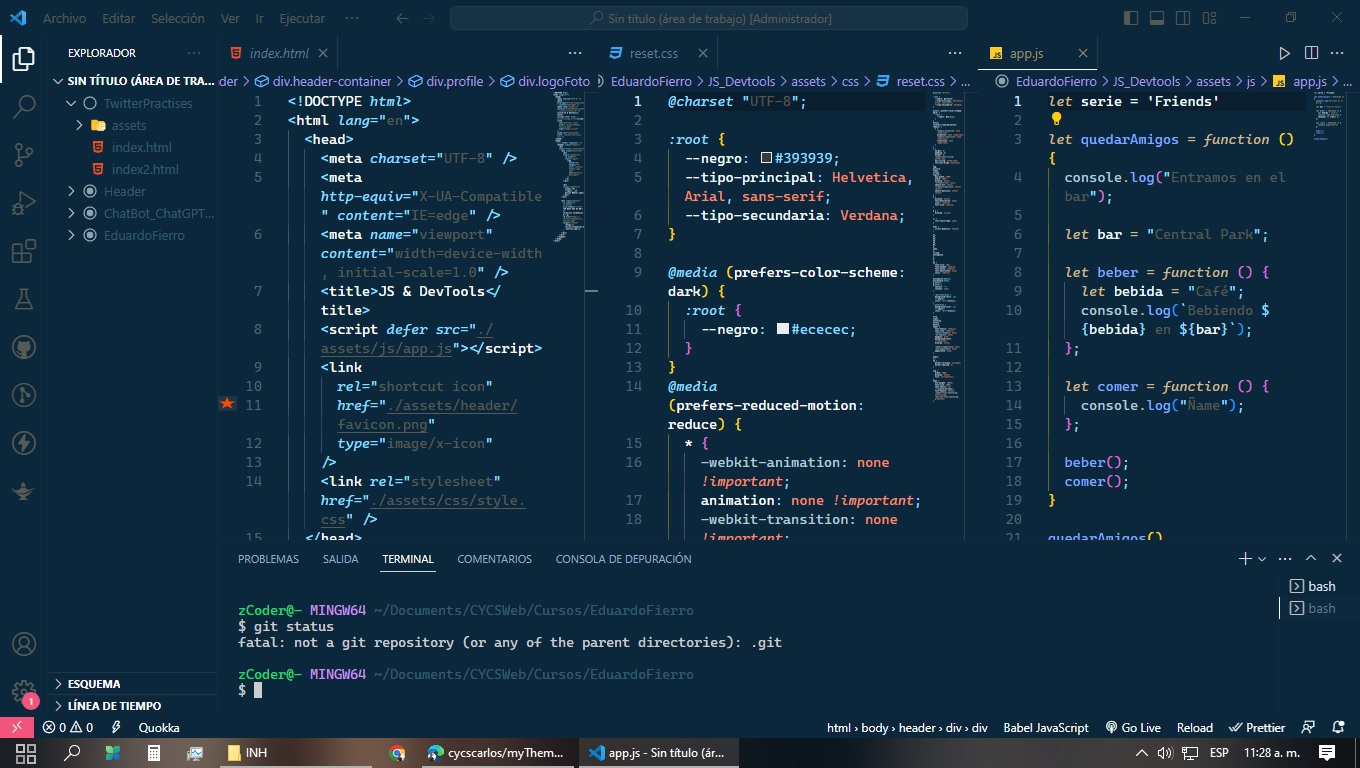 Archivo Editar Selección Ver Ir Ejecutar ··· Sin título (área de trabajo) [Administrador]
EXPLORADOR ···
SIN TÍTULO (ÁREA DE TRA...
TwitterPractises
assets
index.html
index2.html
Header
ChatBot_ChatGPT...
EduardoFierro
ESQUEMA
LÍNEA DE TIEMPO
index.html
der > div.header-container > div.profile > div.logoFoto
1 <!DOCTYPE html>
2 <html lang="en">
3 <head>
4 <meta charset="UTF-8" />
5 <meta
http-equiv="X-UA-Compatible
" content="IE=edge" />
6 <meta name="viewport"
content="width=device-width
, initial-scale=1.0" />
7 <title>JS & DevTools</
title>
8 <script defer src="./
assets/js/app.js"></script>
9 <link
10 rel="shortcut icon"
11 href="./assets/header/
favicon.png"
12 type="image/x-icon"
13 />
14 <link rel="stylesheet"
href="./assets/css/style.
css" />
15 </head>
reset.css
EduardoFierro > JS_Devtools > assets > css > reset.css > ...
1 @charset "UTF-8";
2
3 :root {
4 --negro: #393939;
5 --tipo-principal: Helvetica,
Arial, sans-serif;
6 --tipo-secundaria: Verdana;
7 }
8
9 @media (prefers-color-scheme:
dark) {
10 :root {
11 --negro: #ececec;
12 }
13 }
14 @media
(prefers-reduced-motion:
reduce) {
15 * {
16 -webkit-animation: none
!important;
17 animation: none !important;
18 -webkit-transition: none
!important;
app.js
EduardoFierro > JS_Devtools > assets > js > app.js > ...
1 let serie = 'Friends'
2
3 let quedarAmigos = function ()
{
4 console.log("Entramos en el
bar");
5
6 let bar = "Central Park";
7
8 let beber = function () {
9 let bebida = "Café";
10 console.log(`Bebiendo $
{bebida} en ${bar}`);
11 };
12
13 let comer = function () {
14 console.log("Ñame");
15 };
16
17 beber();
18 comer();
19 }
20
21 quedarAmigos()
PROBLEMAS SALIDA TERMINAL COMENTARIOS CONSOLA DE DEPURACIÓN
zCoder@- MINGW64 ~/Documents/CYCSWeb/Cursos/EduardoFierro
$ git status
fatal: not a git repository (or any of the parent directories): .git
zCoder@- MINGW64 ~/Documents/CYCSWeb/Cursos/EduardoFierro
$
bash
bash
1
0 0 Quokka html > body > header > div > div Babel JavaScript Go Live Reload Prettier
INH cycscarlos/myThem... app.js - Sin título (ár... ESP 11:28 a. m.